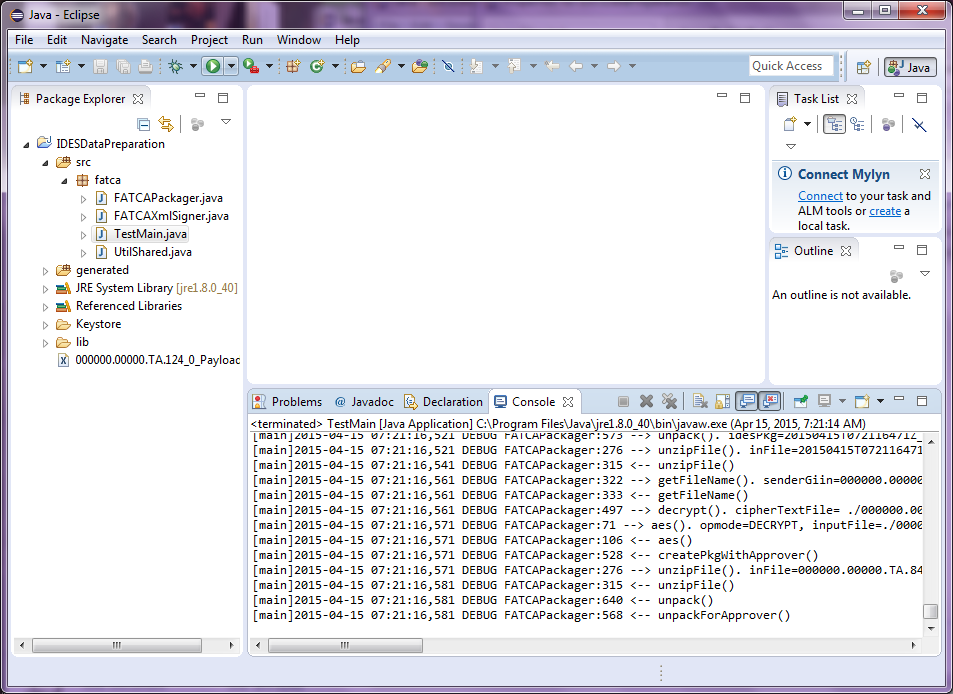 Java - Eclipse
File Edit Navigate Search Project Run Window Help
Quick Access
Java
Package Explorer
IDESDataPreparation
src
fatca
FATCAPackager.java
FATCAXmlSigner.java
TestMain.java
UtilShared.java
generated
JRE System Library [jre1.8.0_40]
Referenced Libraries
Keystore
lib
000000.00000.TA.124_0_Payloac
Task List
Connect Mylyn
Connect to your task and
ALM tools or create a
local task.
Outline
An outline is not available.
Problems @ Javadoc Declaration Console
<terminated> TestMain [Java Application] C:\Program Files\Java\jre1.8.0_40\bin\javaw.exe (Apr 15, 2015, 7:21:14 AM)
[main]2015-04-15 07:21:16,521 DEBUG FATCAPackager:573 --> unpack(). idesPkg=20150415T072116471Z_
[main]2015-04-15 07:21:16,521 DEBUG FATCAPackager:276 --> unzipFile(). inFile=20150415T072116471
[main]2015-04-15 07:21:16,541 DEBUG FATCAPackager:315 <-- unzipFile()
[main]2015-04-15 07:21:16,561 DEBUG FATCAPackager:322 --> getFileName(). senderGiin=000000.00000
[main]2015-04-15 07:21:16,561 DEBUG FATCAPackager:333 <-- getFileName()
[main]2015-04-15 07:21:16,561 DEBUG FATCAPackager:497 --> decrypt(). cipherTextFile= ./000000.00
[main]2015-04-15 07:21:16,571 DEBUG FATCAPackager:71 --> aes(). opmode=DECRYPT, inputFile=./0000
[main]2015-04-15 07:21:16,571 DEBUG FATCAPackager:106 <-- aes()
[main]2015-04-15 07:21:16,571 DEBUG FATCAPackager:528 <-- createPkgWithApprover()
[main]2015-04-15 07:21:16,571 DEBUG FATCAPackager:276 --> unzipFile(). inFile=000000.00000.TA.84
[main]2015-04-15 07:21:16,581 DEBUG FATCAPackager:315 <-- unzipFile()
[main]2015-04-15 07:21:16,581 DEBUG FATCAPackager:640 <-- unpack()
[main]2015-04-15 07:21:16,581 DEBUG FATCAPackager:568 <-- unpackForApprover()